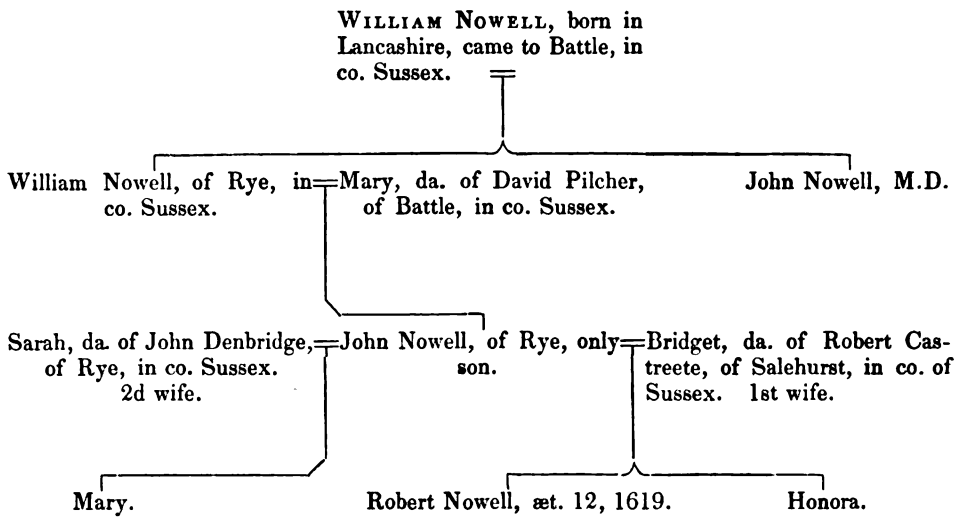 WILLIAM NOWELL, born in
Lancashire, came to Battle, in
co. Sussex.
William Nowell, of Rye, in
co. Sussex.
Mary, da. of David Pilcher,
of Battle, in co. Sussex.
John Nowell, M.D.
Sarah, da. of John Denbridge,
of Rye, in co. Sussex.
2d wife.
John Nowell, of Rye, only
son.
Bridget, da. of Robert Cas-
treete, of Salehurst, in co. of
Sussex. 1st wife.
Mary.
Robert Nowell, æt. 12, 1619.
Honora.